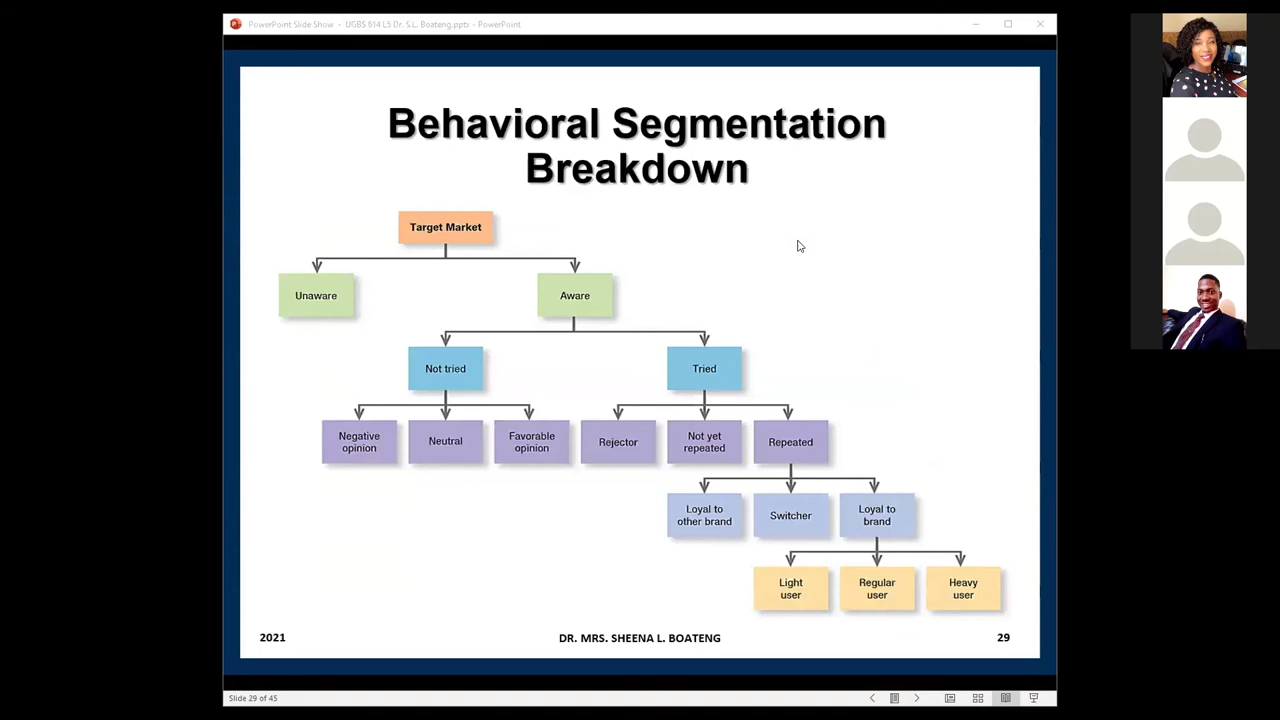 PowerPoint Slide Show - UGBS 614 L5 Dr. S.L. Boateng.pptx - PowerPoint
Behavioral Segmentation
Breakdown
Target Market
Unaware
Aware
Not tried
Tried
Negative
opinion
Neutral
Favorable
opinion
Rejector
Not yet
repeated
Repeated
Loyal to
other brand
Switcher
Loyal to
brand
Light
user
Regular
user
Heavy
user
2021
DR. MRS. SHEENA L. BOATENG
29
Slide 29 of 45